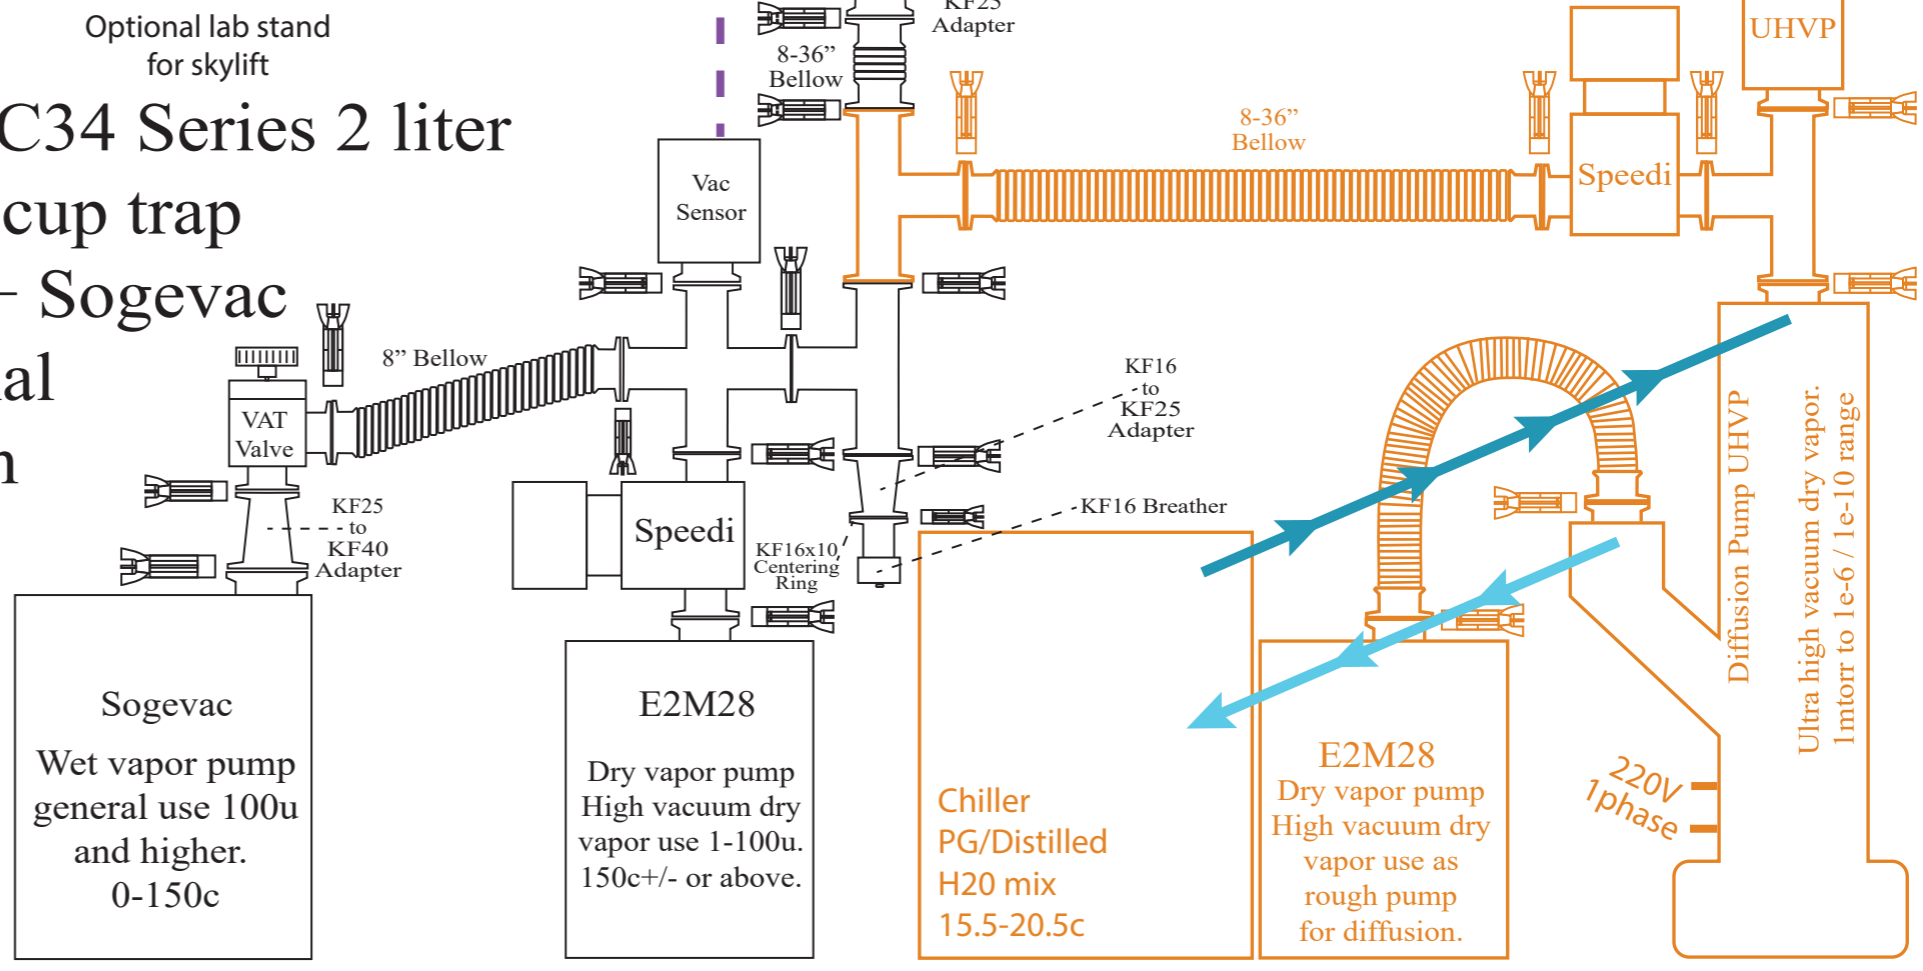 Optional lab stand
for skylift
C34 Series 2 liter
cup trap
- Sogevac
al
KF25
Adapter
8-36”
Bellow
Vac
Sensor
8-36”
Bellow
Speedi
UHVP
8” Bellow
VAT
Valve
KF25
to
KF40
Adapter
KF16
to
KF25
Adapter
KF16 Breather
Speedi
KF16x10
Centering
Ring
Sogevac
Wet vapor pump
general use 100u
and higher.
0-150c
E2M28
Dry vapor pump
High vacuum dry
vapor use 1-100u.
150c+/- or above.
Chiller
PG/Distilled
H20 mix
15.5-20.5c
E2M28
Dry vapor pump
High vacuum dry
vapor use as
rough pump
for diffusion.
220V
1phase
Diffusion Pump UHVP
Ultra high vacuum dry vapor.
1mtorr to 1e-6 / 1e-10 range